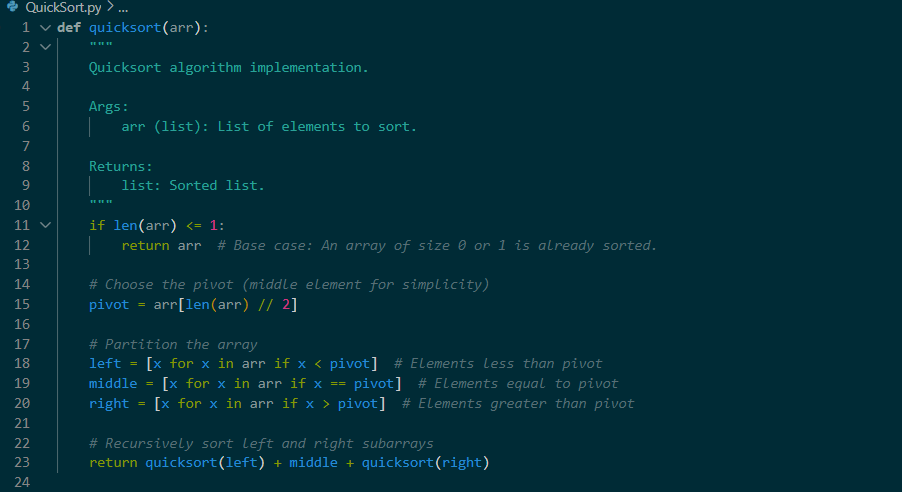 QuickSort.py > ...
1 def quicksort(arr):
2     """
3     Quicksort algorithm implementation.
4
5     Args:
6         arr (list): List of elements to sort.
7
8     Returns:
9         list: Sorted list.
10     """
11     if len(arr) <= 1:
12         return arr  # Base case: An array of size 0 or 1 is already sorted.
13
14     # Choose the pivot (middle element for simplicity)
15     pivot = arr[len(arr) // 2]
16
17     # Partition the array
18     left = [x for x in arr if x < pivot]  # Elements less than pivot
19     middle = [x for x in arr if x == pivot]  # Elements equal to pivot
20     right = [x for x in arr if x > pivot]  # Elements greater than pivot
21
22     # Recursively sort left and right subarrays
23     return quicksort(left) + middle + quicksort(right)
24